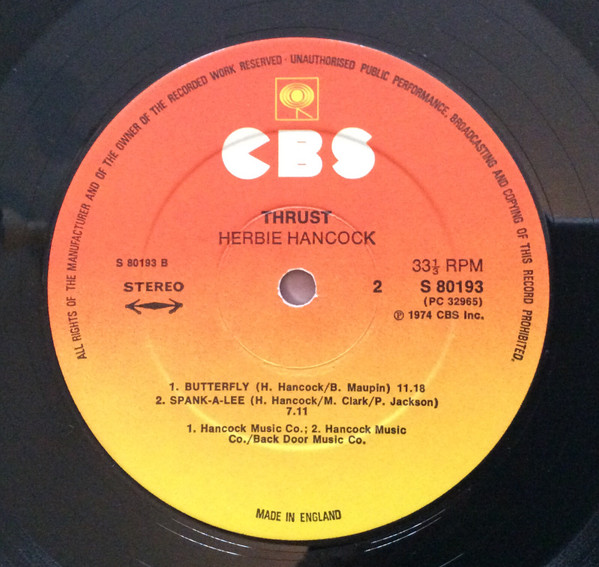 ALL RIGHTS OF THE MANUFACTURER AND OF THE OWNER OF THE RECORDED WORK RESERVED · UNAUTHORISED PUBLIC PERFORMANCE, BROADCASTING AND COPYING OF THIS RECORD PROHIBITED.
CBS
THRUST
HERBIE HANCOCK
S 80193 B
33⅓ RPM
STEREO
2
S 80193
(PC 32965)
℗ 1974 CBS Inc.
1. BUTTERFLY (H. Hancock/B. Maupin) 11.18
2. SPANK-A-LEE (H. Hancock/M. Clark/P. Jackson)
7.11
1. Hancock Music Co.; 2. Hancock Music
Co./Back Door Music Co.
MADE IN ENGLAND